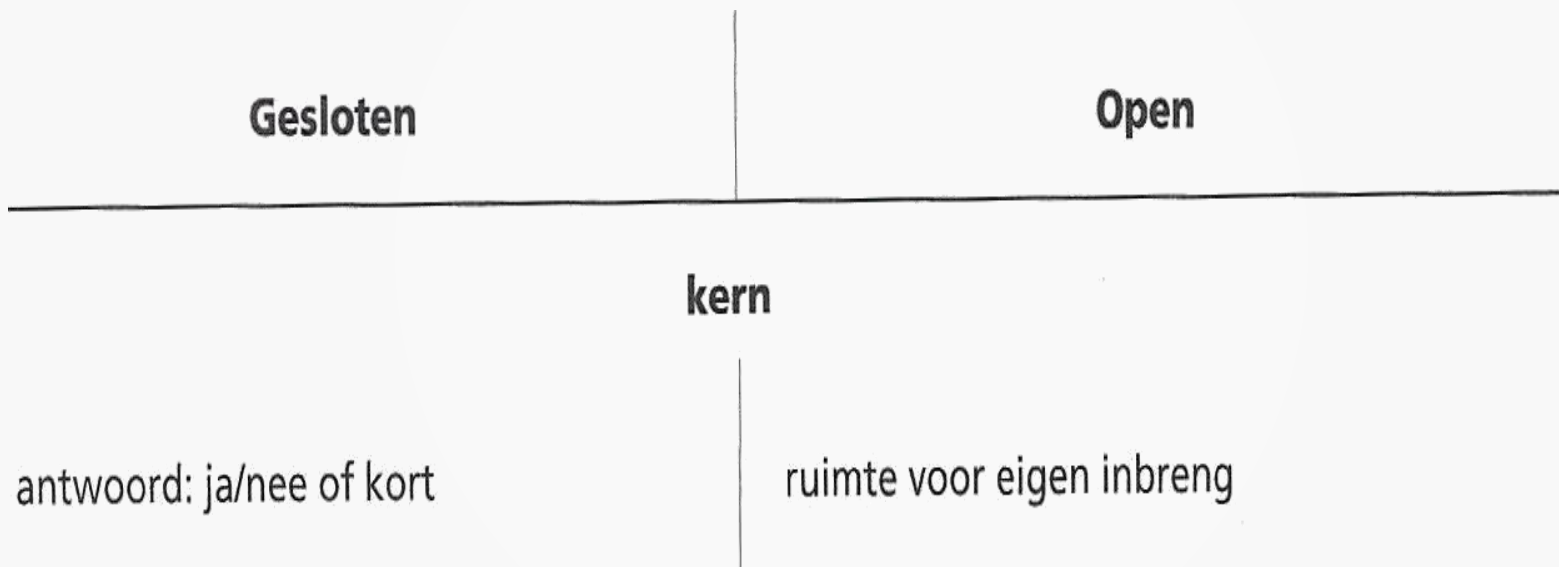 Gesloten Open
kern
antwoord: ja/nee of kort ruimte voor eigen inbreng